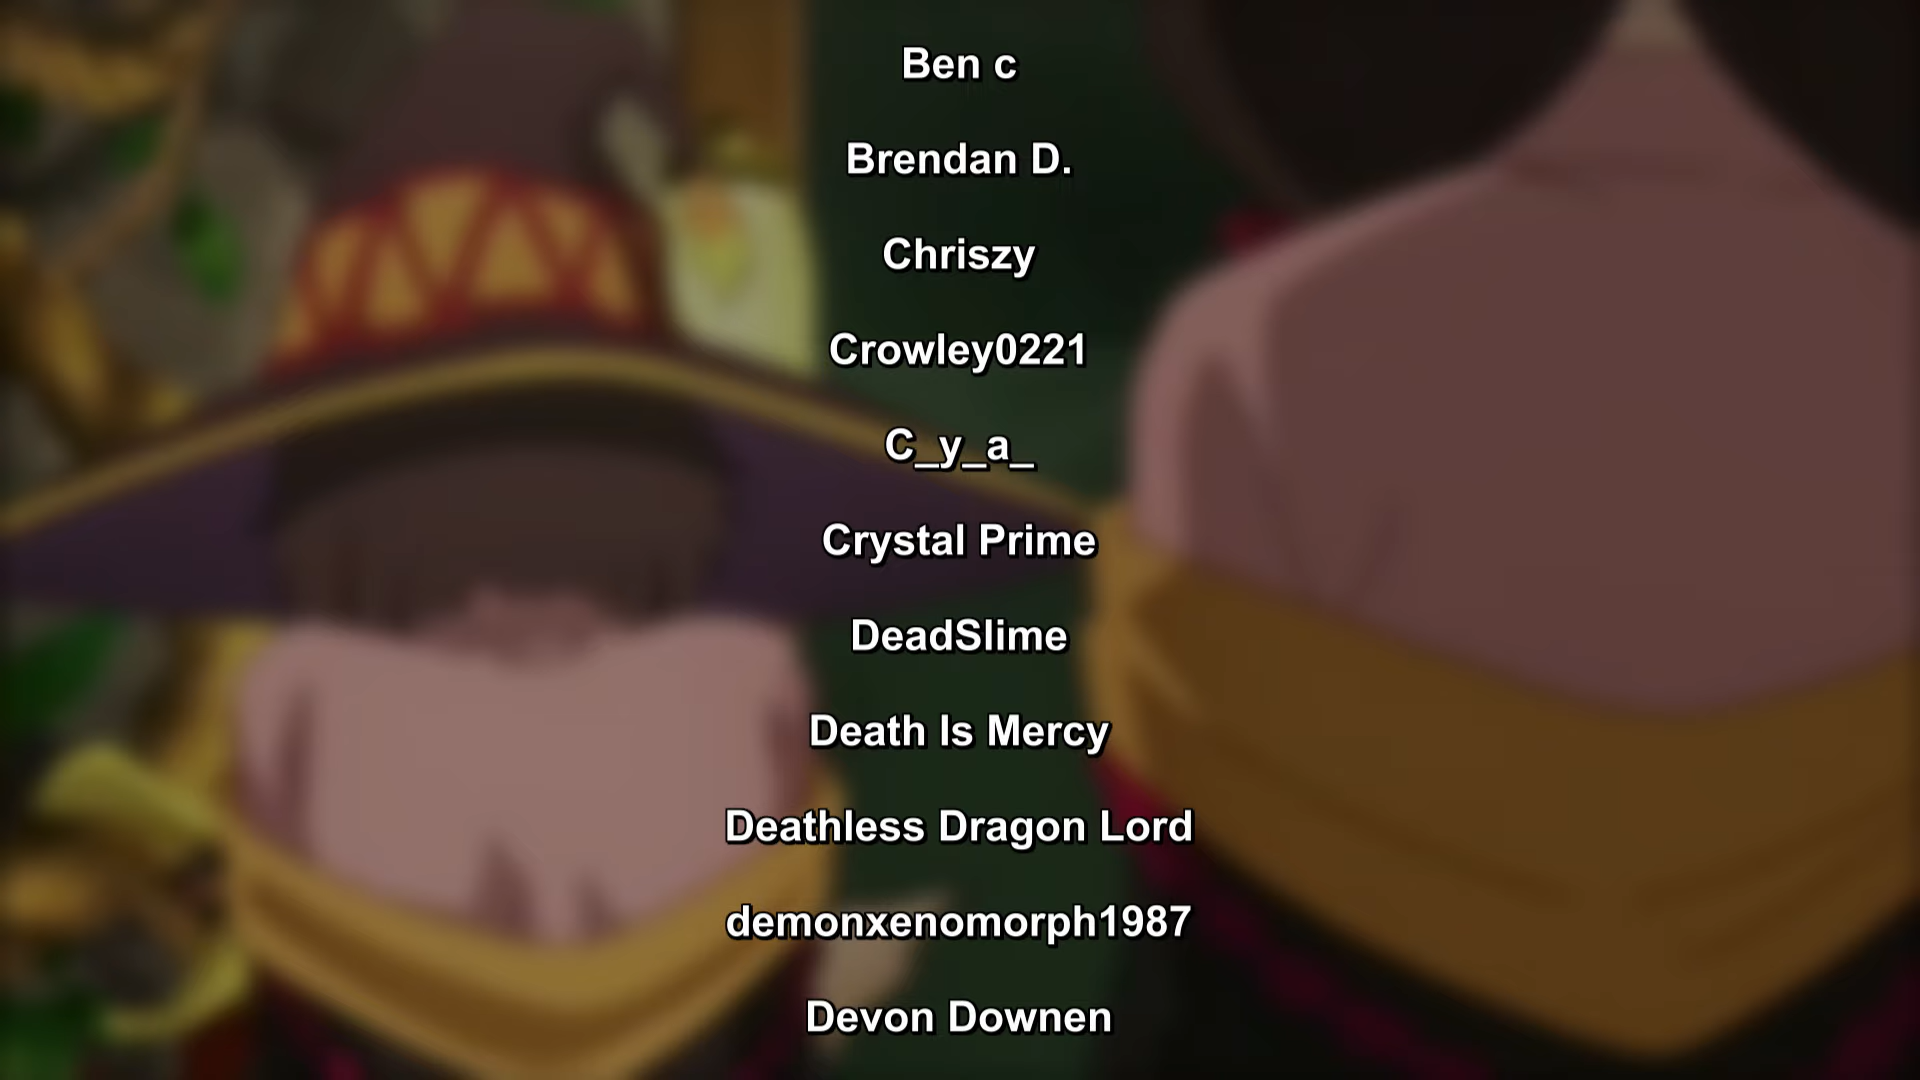 Ben c
Brendan D.
Chriszy
Crowley0221
C_y_a_
Crystal Prime
DeadSlime
Death Is Mercy
Deathless Dragon Lord
demonxenomorph1987
Devon Downen